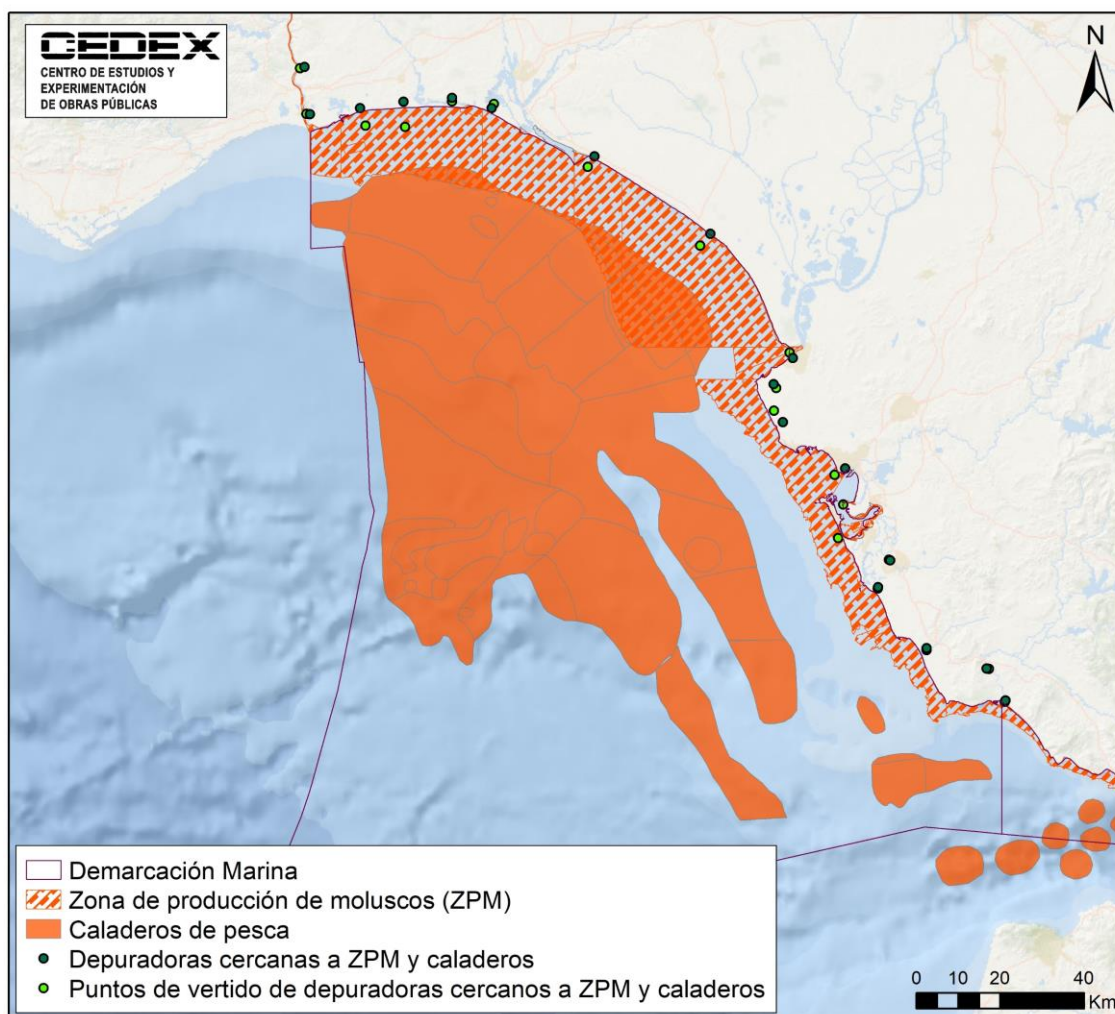 CEDEX
CENTRO DE ESTUDIOS Y
EXPERIMENTACIÓN
DE OBRAS PÚBLICAS
N
Demarcación Marina
Zona de producción de moluscos (ZPM)
Caladeros de pesca
Depuradoras cercanas a ZPM y caladeros
Puntos de vertido de depuradoras cercanos a ZPM y caladeros
0 10 20 40
Km